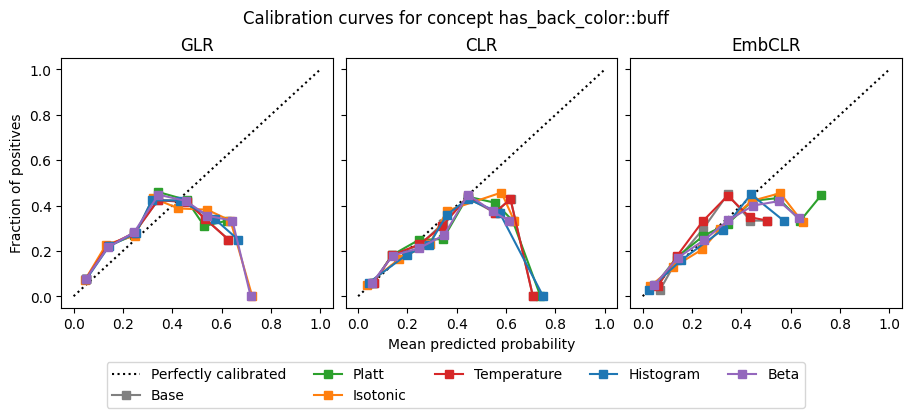 Calibration curves for concept has_back_color::buff
GLR
CLR
EmbCLR
Fraction of positives
1.0
0.8
0.6
0.4
0.2
0.0
0.0 0.2 0.4 0.6 0.8 1.0
0.0 0.2 0.4 0.6 0.8 1.0
0.0 0.2 0.4 0.6 0.8 1.0
Mean predicted probability
Perfectly calibrated
Base
Platt
Isotonic
Temperature
Histogram
Beta